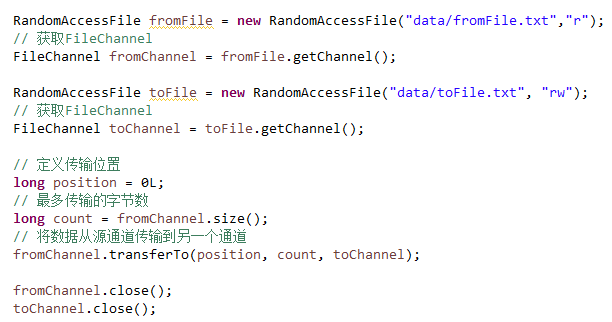 RandomAccessFile fromFile = new RandomAccessFile("data/fromFile.txt","r");
// 获取FileChannel
FileChannel fromChannel = fromFile.getChannel();
RandomAccessFile toFile = new RandomAccessFile("data/toFile.txt", "rw");
// 获取FileChannel
FileChannel toChannel = toFile.getChannel();
// 定义传输位置
long position = 0L;
// 最多传输的字节数
long count = fromChannel.size();
// 将数据从源通道传输到另一个通道
fromChannel.transferTo(position, count, toChannel);
fromChannel.close();
toChannel.close();